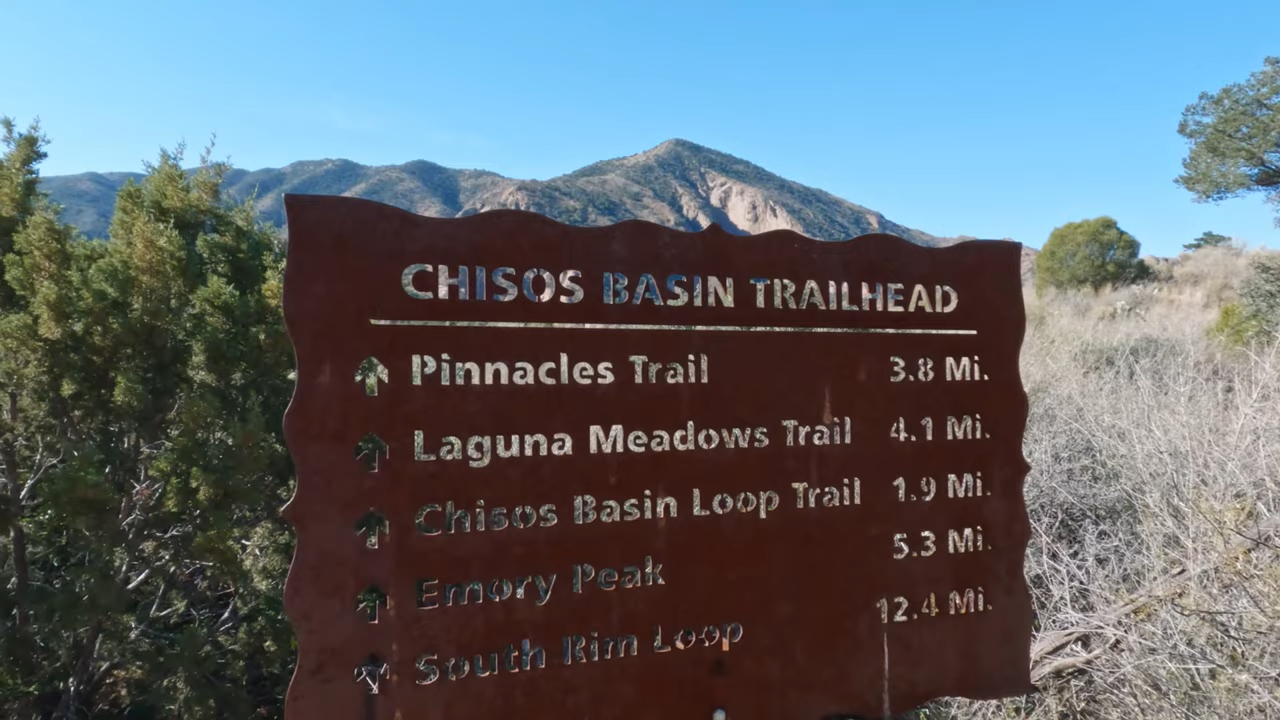 CHISOS BASIN TRAILHEAD
Pinnacles Trail 3.8 Mi.
Laguna Meadows Trail 4.1 Mi.
Chisos Basin Loop Trail 1.9 Mi.
Emory Peak 5.3 Mi.
South Rim Loop 12.4 Mi.